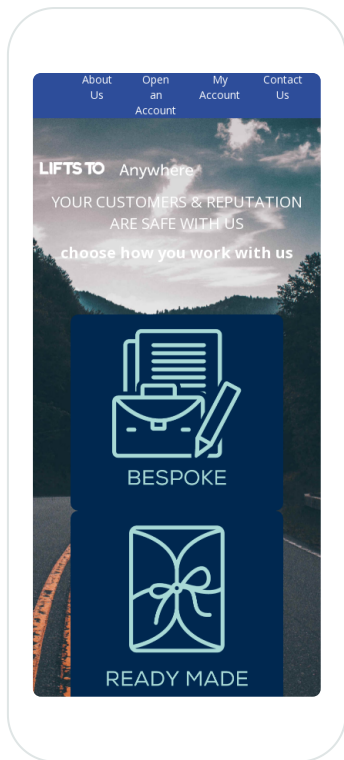 About Us
Open an Account
My Account
Contact Us
LIFTS TO Anywhere
YOUR CUSTOMERS & REPUTATION
ARE SAFE WITH US
choose how you work with us
BESPOKE
READY MADE